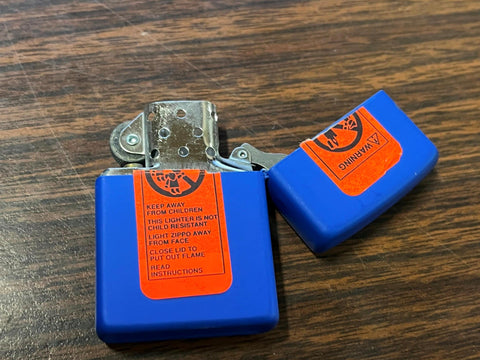 ⚠WARNING
KEEP AWAY
FROM CHILDREN
THIS LIGHTER IS NOT
CHILD RESISTANT
LIGHT ZIPPO AWAY
FROM FACE
CLOSE LID TO
PUT OUT FLAME
READ
INSTRUCTIONS